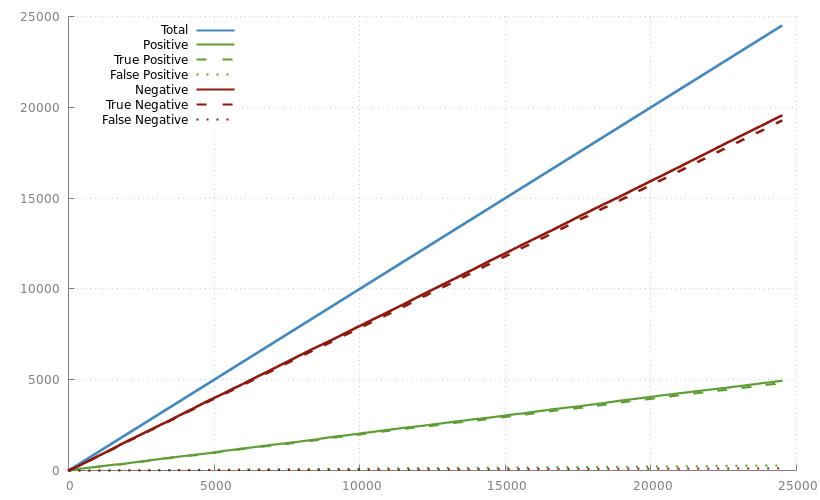 25000
Total
Positive
True Positive
False Positive
Negative
True Negative
False Negative
20000
15000
10000
5000
0
0 5000 10000 15000 20000 25000